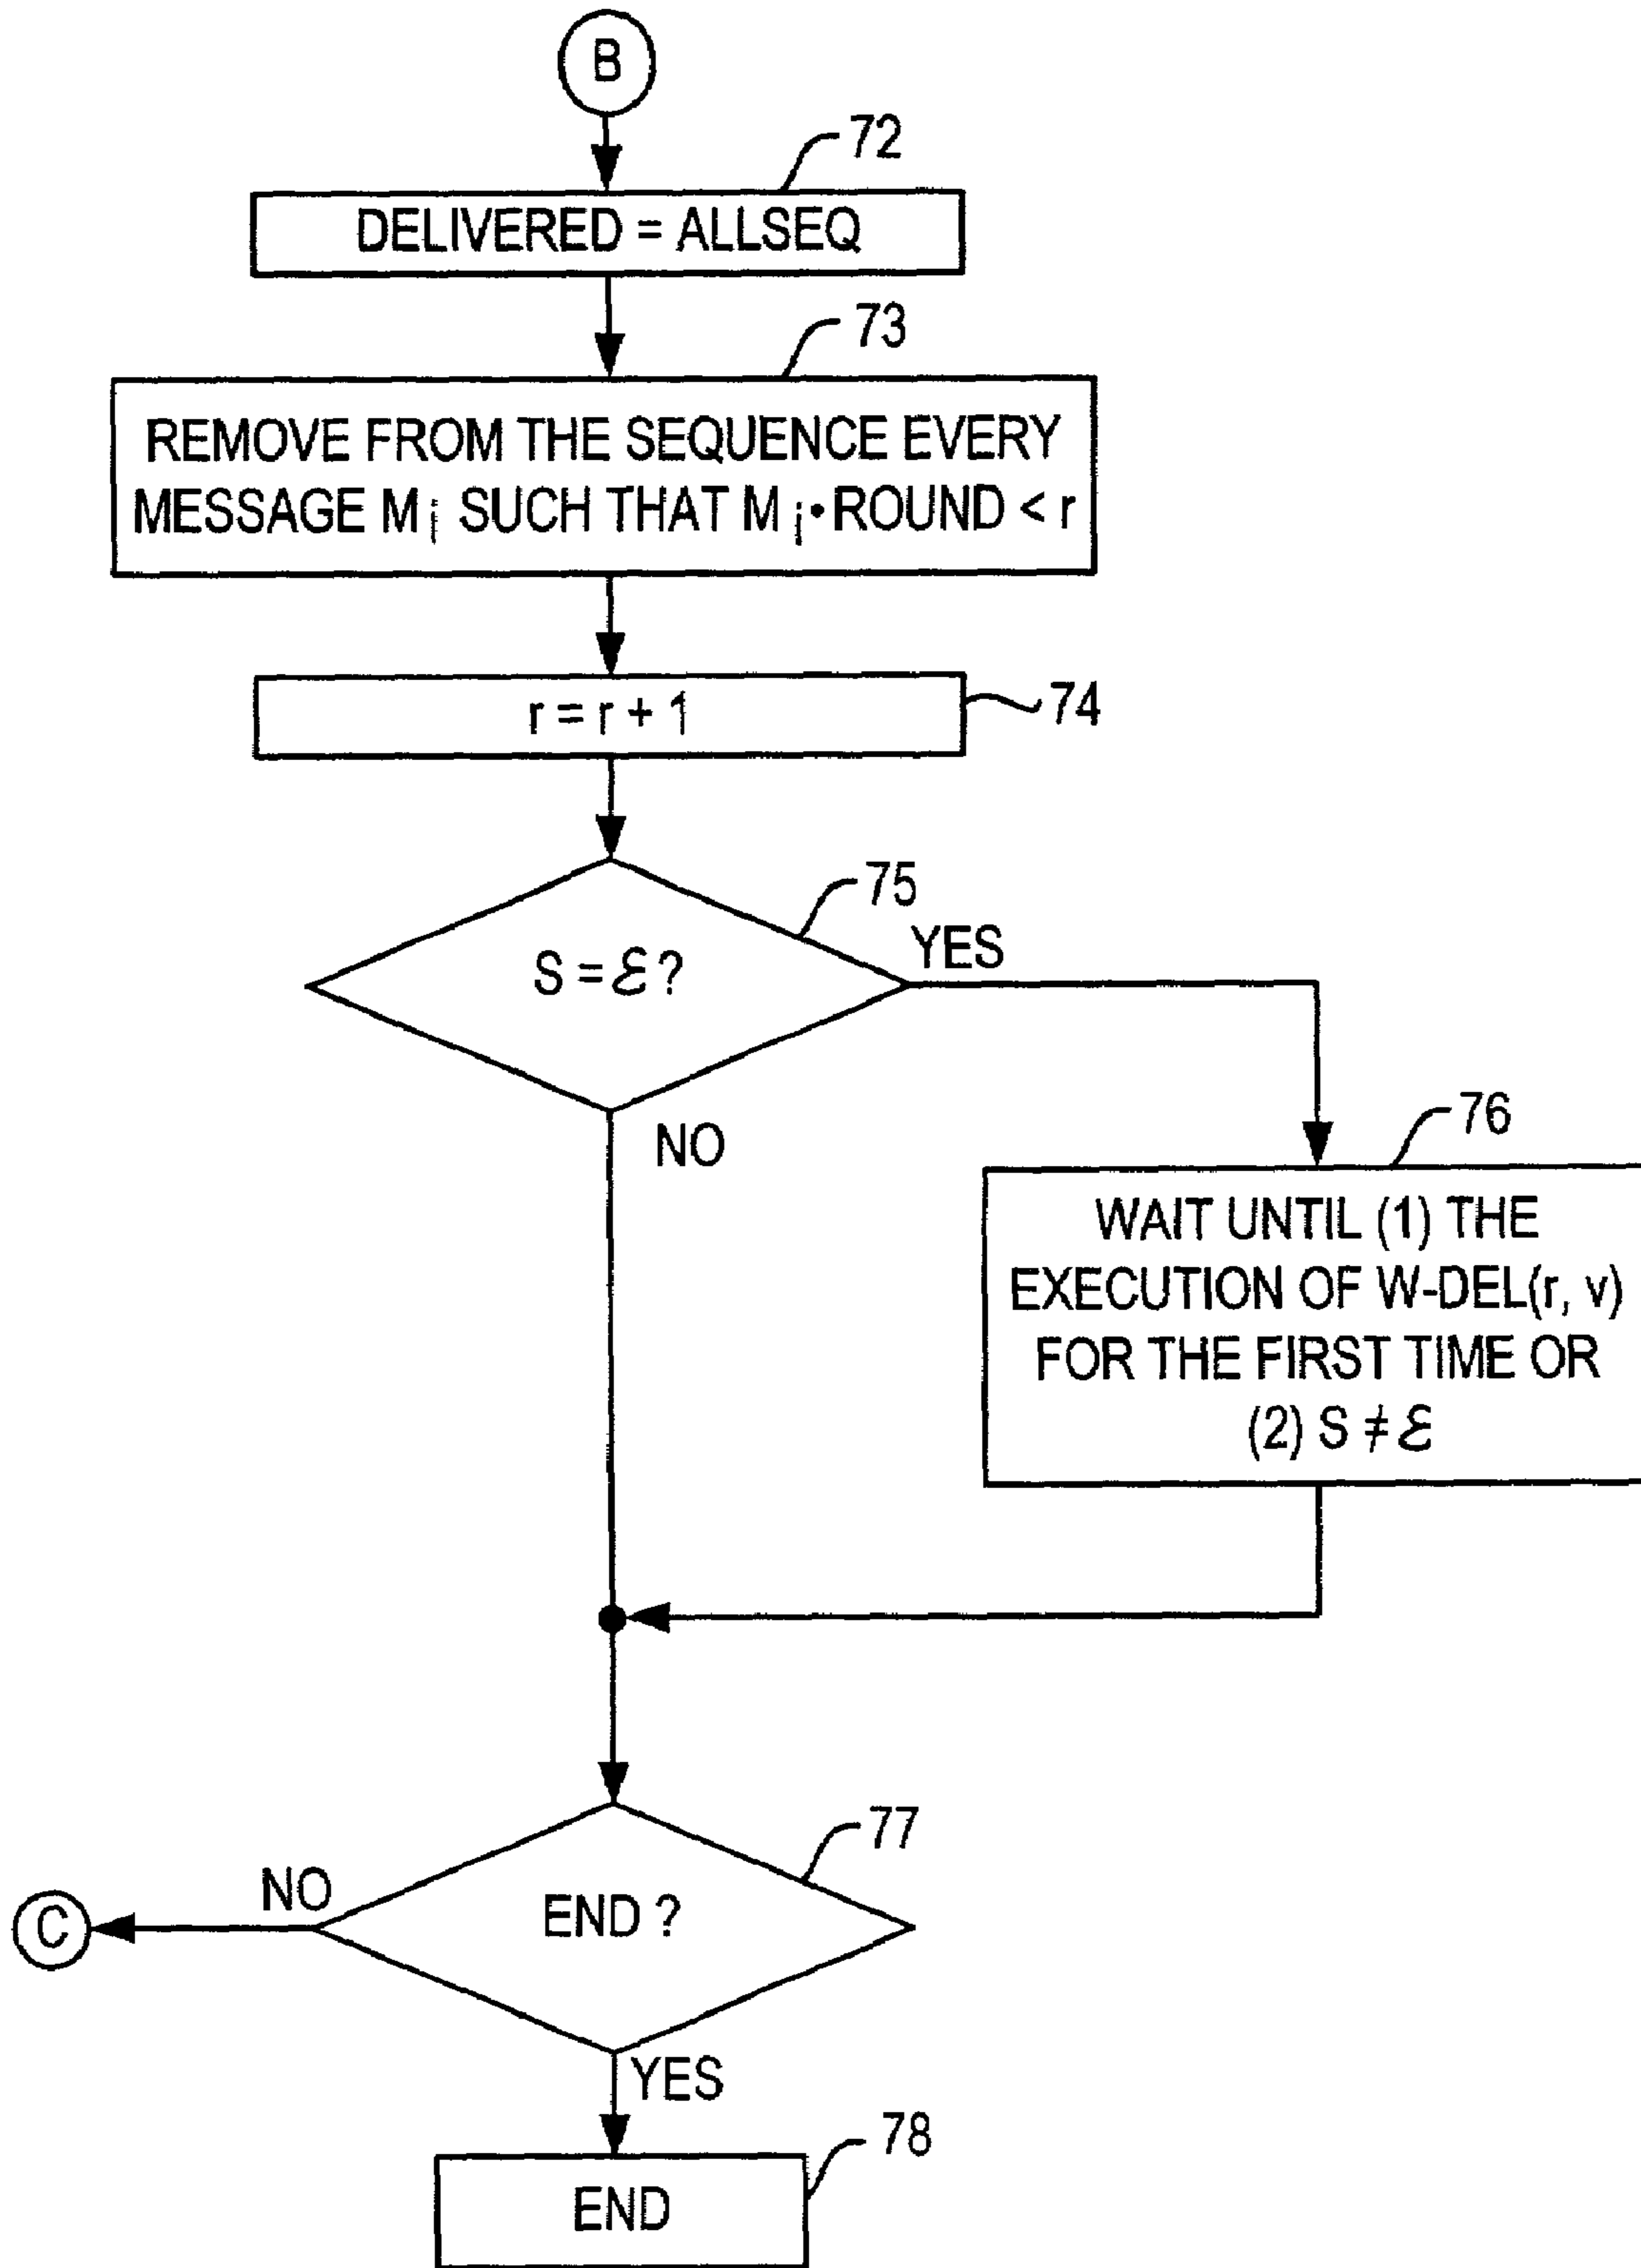 B
72
DELIVERED = ALLSEQ
73
REMOVE FROM THE SEQUENCE EVERY
MESSAGE M i SUCH THAT M i • ROUND < r
74
r = r + 1
75
S = ℰ ?
YES
NO
76
WAIT UNTIL (1) THE
EXECUTION OF W-DEL(r, v)
FOR THE FIRST TIME OR
(2) S ≠ ℰ
77
END ?
NO
C
YES
78
END